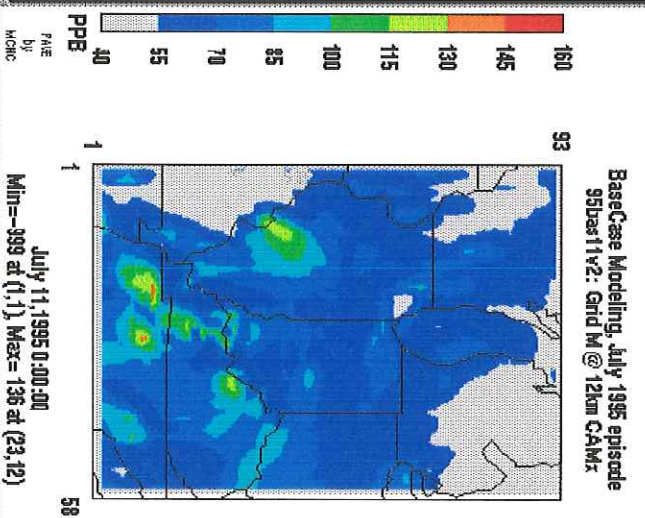 BaseCase Modeling, July 1995 episode
95bas11v2: Grid M @ 12km CAMx
PPB
160
145
130
115
100
85
70
55
40
PAVE
by
MCNC
93
1
1
58
July 11,1995 0:00:00
Min=-999 at (1,1), Max= 136 at (23,12)